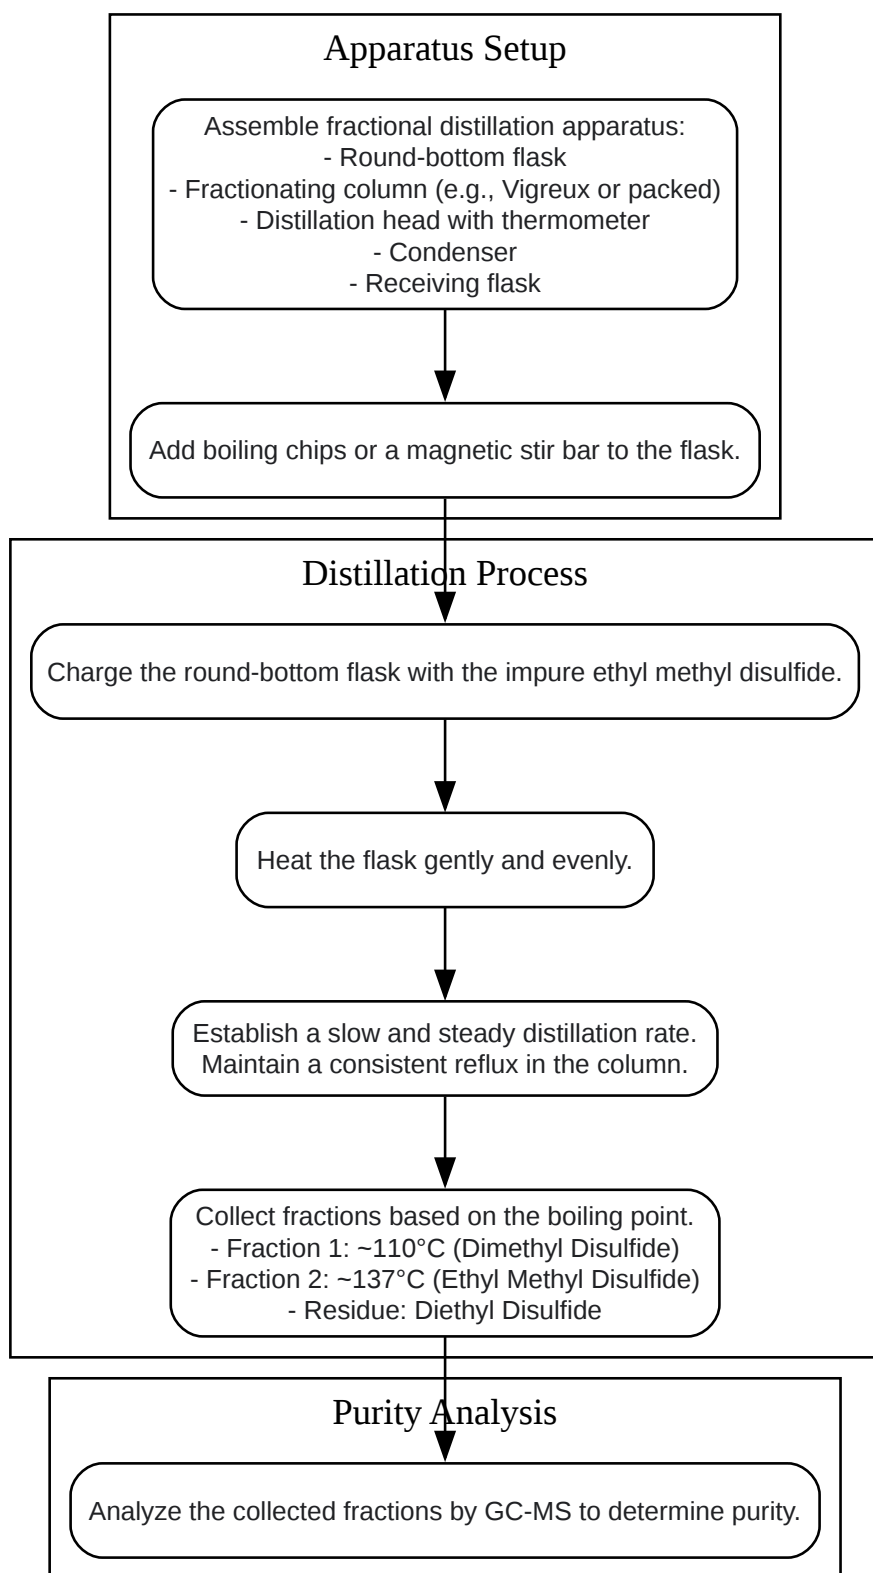 Apparatus Setup
Assemble fractional distillation apparatus:
- Round-bottom flask
- Fractionating column (e.g., Vigreux or packed)
- Distillation head with thermometer
- Condenser
- Receiving flask
Add boiling chips or a magnetic stir bar to the flask.
Distillation Process
Charge the round-bottom flask with the impure ethyl methyl disulfide.
Heat the flask gently and evenly.
Establish a slow and steady distillation rate.
Maintain a consistent reflux in the column.
Collect fractions based on the boiling point.
- Fraction 1: ~110°C (Dimethyl Disulfide)
- Fraction 2: ~137°C (Ethyl Methyl Disulfide)
- Residue: Diethyl Disulfide
Purity Analysis
Analyze the collected fractions by GC-MS to determine purity.